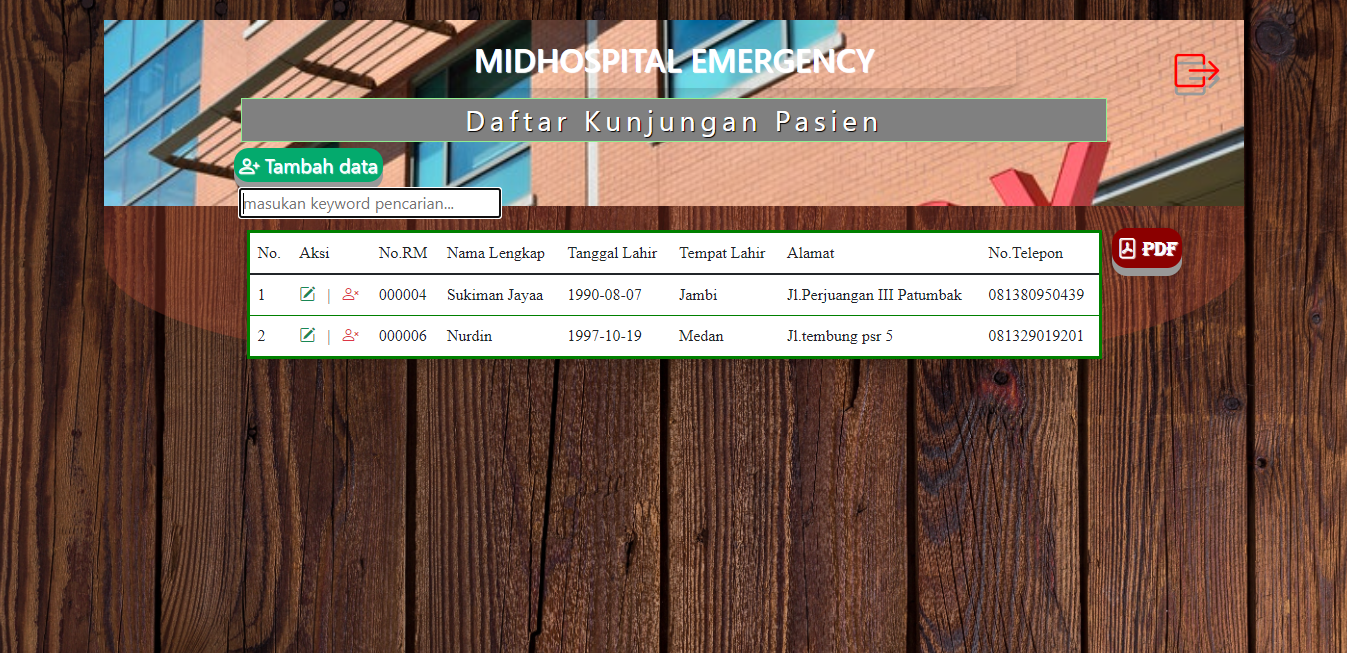 MIDHOSPITAL EMERGENCY
Daftar Kunjungan Pasien
Tambah data
masukan keyword pencarian...
No. Aksi No.RM Nama Lengkap Tanggal Lahir Tempat Lahir Alamat No.Telepon
PDF
1 | 000004 Sukiman Jayaa 1990-08-07 Jambi Jl.Perjuangan III Patumbak 081380950439
2 | 000006 Nurdin 1997-10-19 Medan Jl.tembung psr 5 081329019201